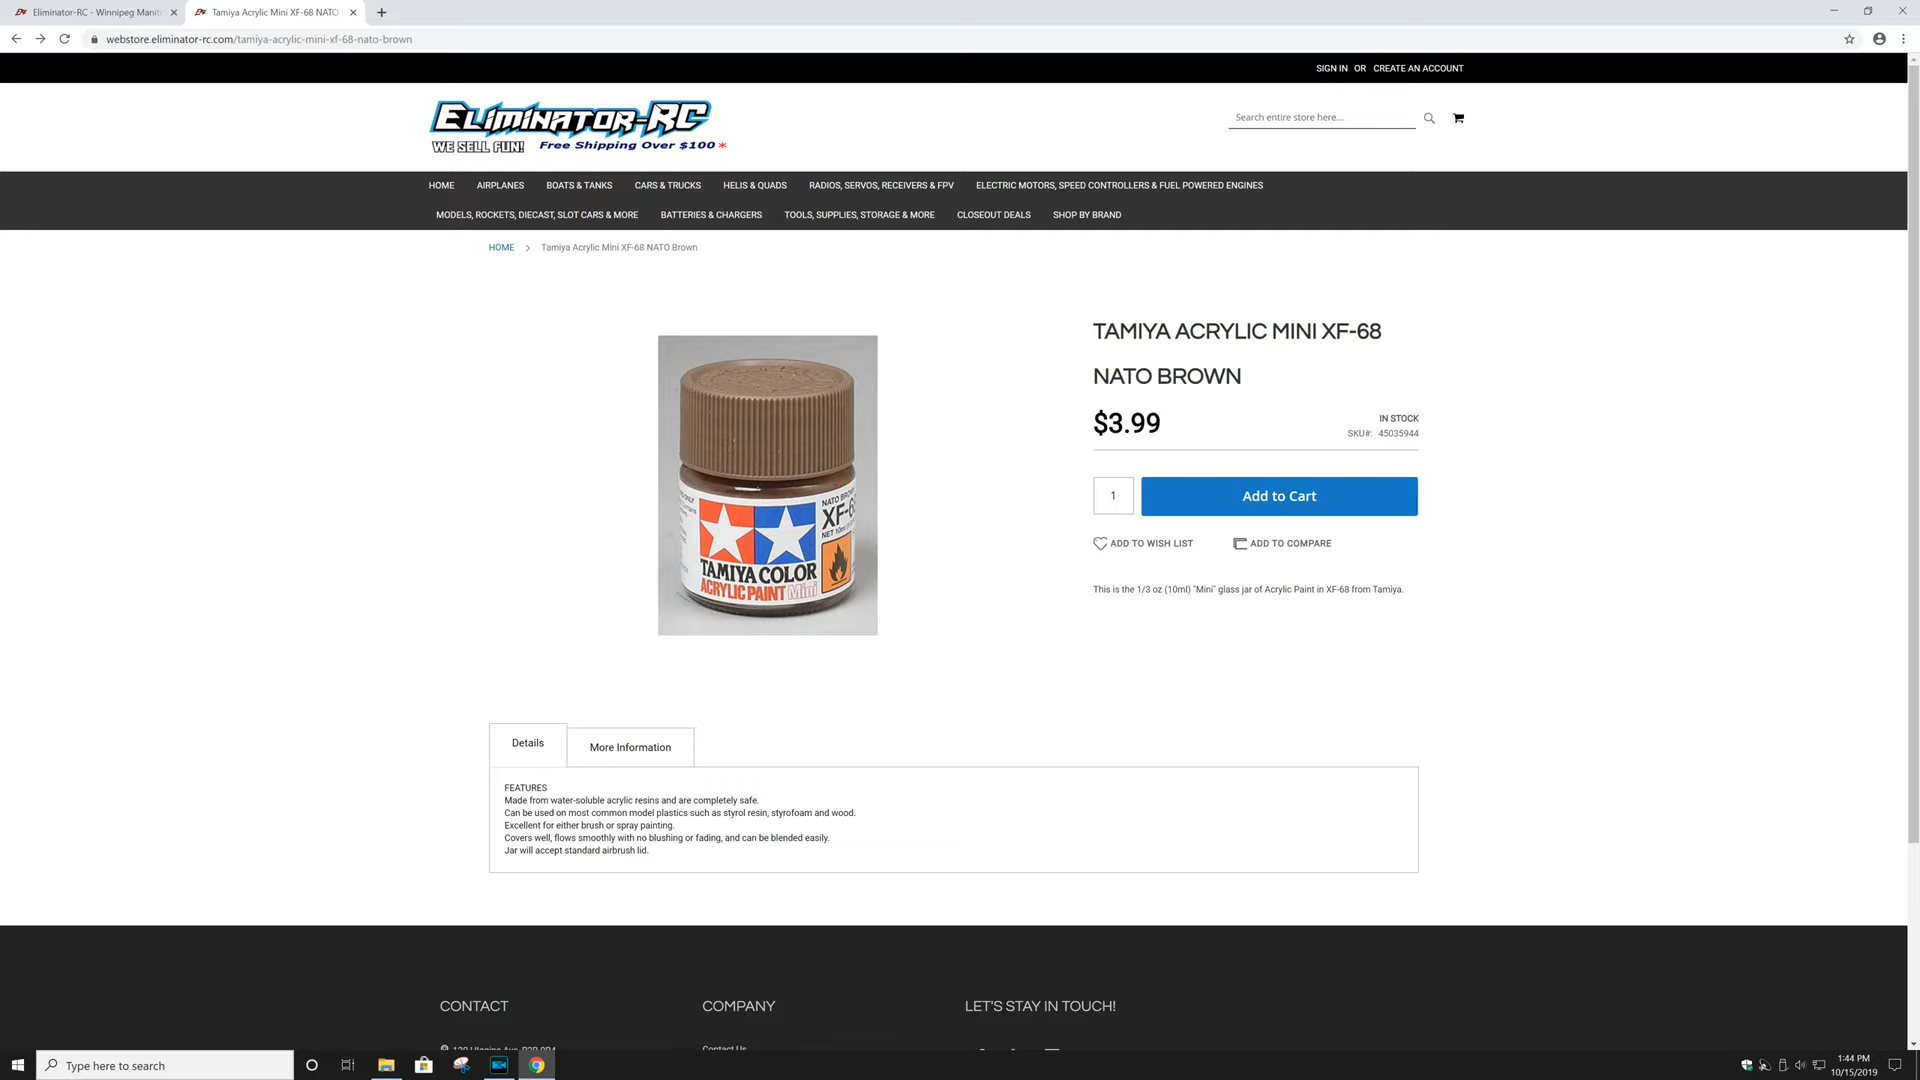 Eliminator-RC - Winnipeg Manit
Tamiya Acrylic Mini XF-68 NATO
webstore.eliminator-rc.com/tamiya-acrylic-mini-xf-68-nato-brown
SIGN IN OR CREATE AN ACCOUNT
ELIMINATOR-RC
WE SELL FUN! Free Shipping Over $100 *
Search entire store here...
HOME AIRPLANES BOATS & TANKS CARS & TRUCKS HELIS & QUADS RADIOS, SERVOS, RECEIVERS & FPV ELECTRIC MOTORS, SPEED CONTROLLERS & FUEL POWERED ENGINES
MODELS, ROCKETS, DIECAST, SLOT CARS & MORE BATTERIES & CHARGERS TOOLS, SUPPLIES, STORAGE & MORE CLOSEOUT DEALS SHOP BY BRAND
HOME > Tamiya Acrylic Mini XF-68 NATO Brown
NATO BROWN
XF-68
NET 10ml
TAMIYA COLOR
ACRYLIC PAINT Mini
TAMIYA ACRYLIC MINI XF-68
NATO BROWN
$3.99
IN STOCK
SKU#: 45035944
1
Add to Cart
ADD TO WISH LIST
ADD TO COMPARE
This is the 1/3 oz (10ml) "Mini" glass jar of Acrylic Paint in XF-68 from Tamiya.
Details
More Information
FEATURES
Made from water-soluble acrylic resins and are completely safe.
Can be used on most common model plastics such as styrol resin, styrofoam and wood.
Excellent for either brush or spray painting.
Covers well, flows smoothly with no blushing or fading, and can be blended easily.
Jar will accept standard airbrush lid.
CONTACT
COMPANY
LET'S STAY IN TOUCH!
Contact Us
Type here to search
1:44 PM
10/15/2019